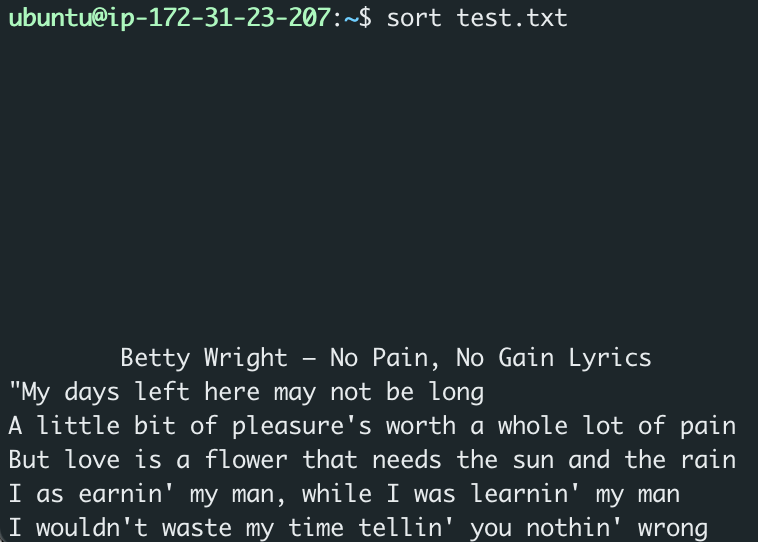 ubuntu@ip-172-31-23-207:~$ sort test.txt
Betty Wright – No Pain, No Gain Lyrics
"My days left here may not be long
A little bit of pleasure's worth a whole lot of pain
But love is a flower that needs the sun and the rain
I as earnin' my man, while I was learnin' my man
I wouldn't waste my time tellin' you nothin' wrong